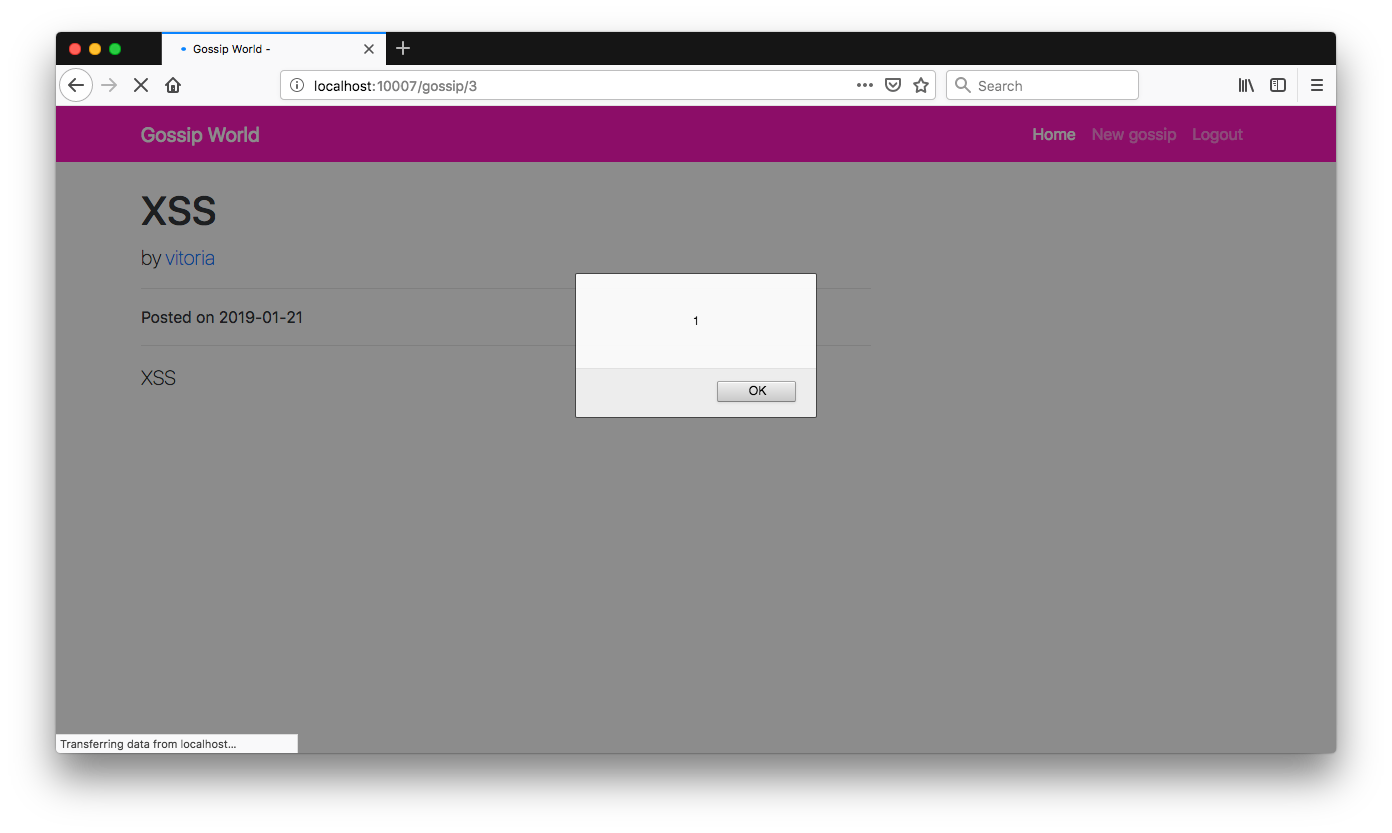 Gossip World -
localhost:10007/gossip/3
Search
Gossip World
Home New gossip Logout
XSS
by vitoria
Posted on 2019-01-21
XSS
1
OK
Transferring data from localhost...